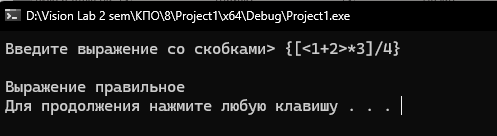 D:\Vision Lab 2 sem\КПО\8\Project1\x64\Debug\Project1.exe
Введите выражение со скобками> {[<1+2>*3]/4}
Выражение правильное
Для продолжения нажмите любую клавишу . . .